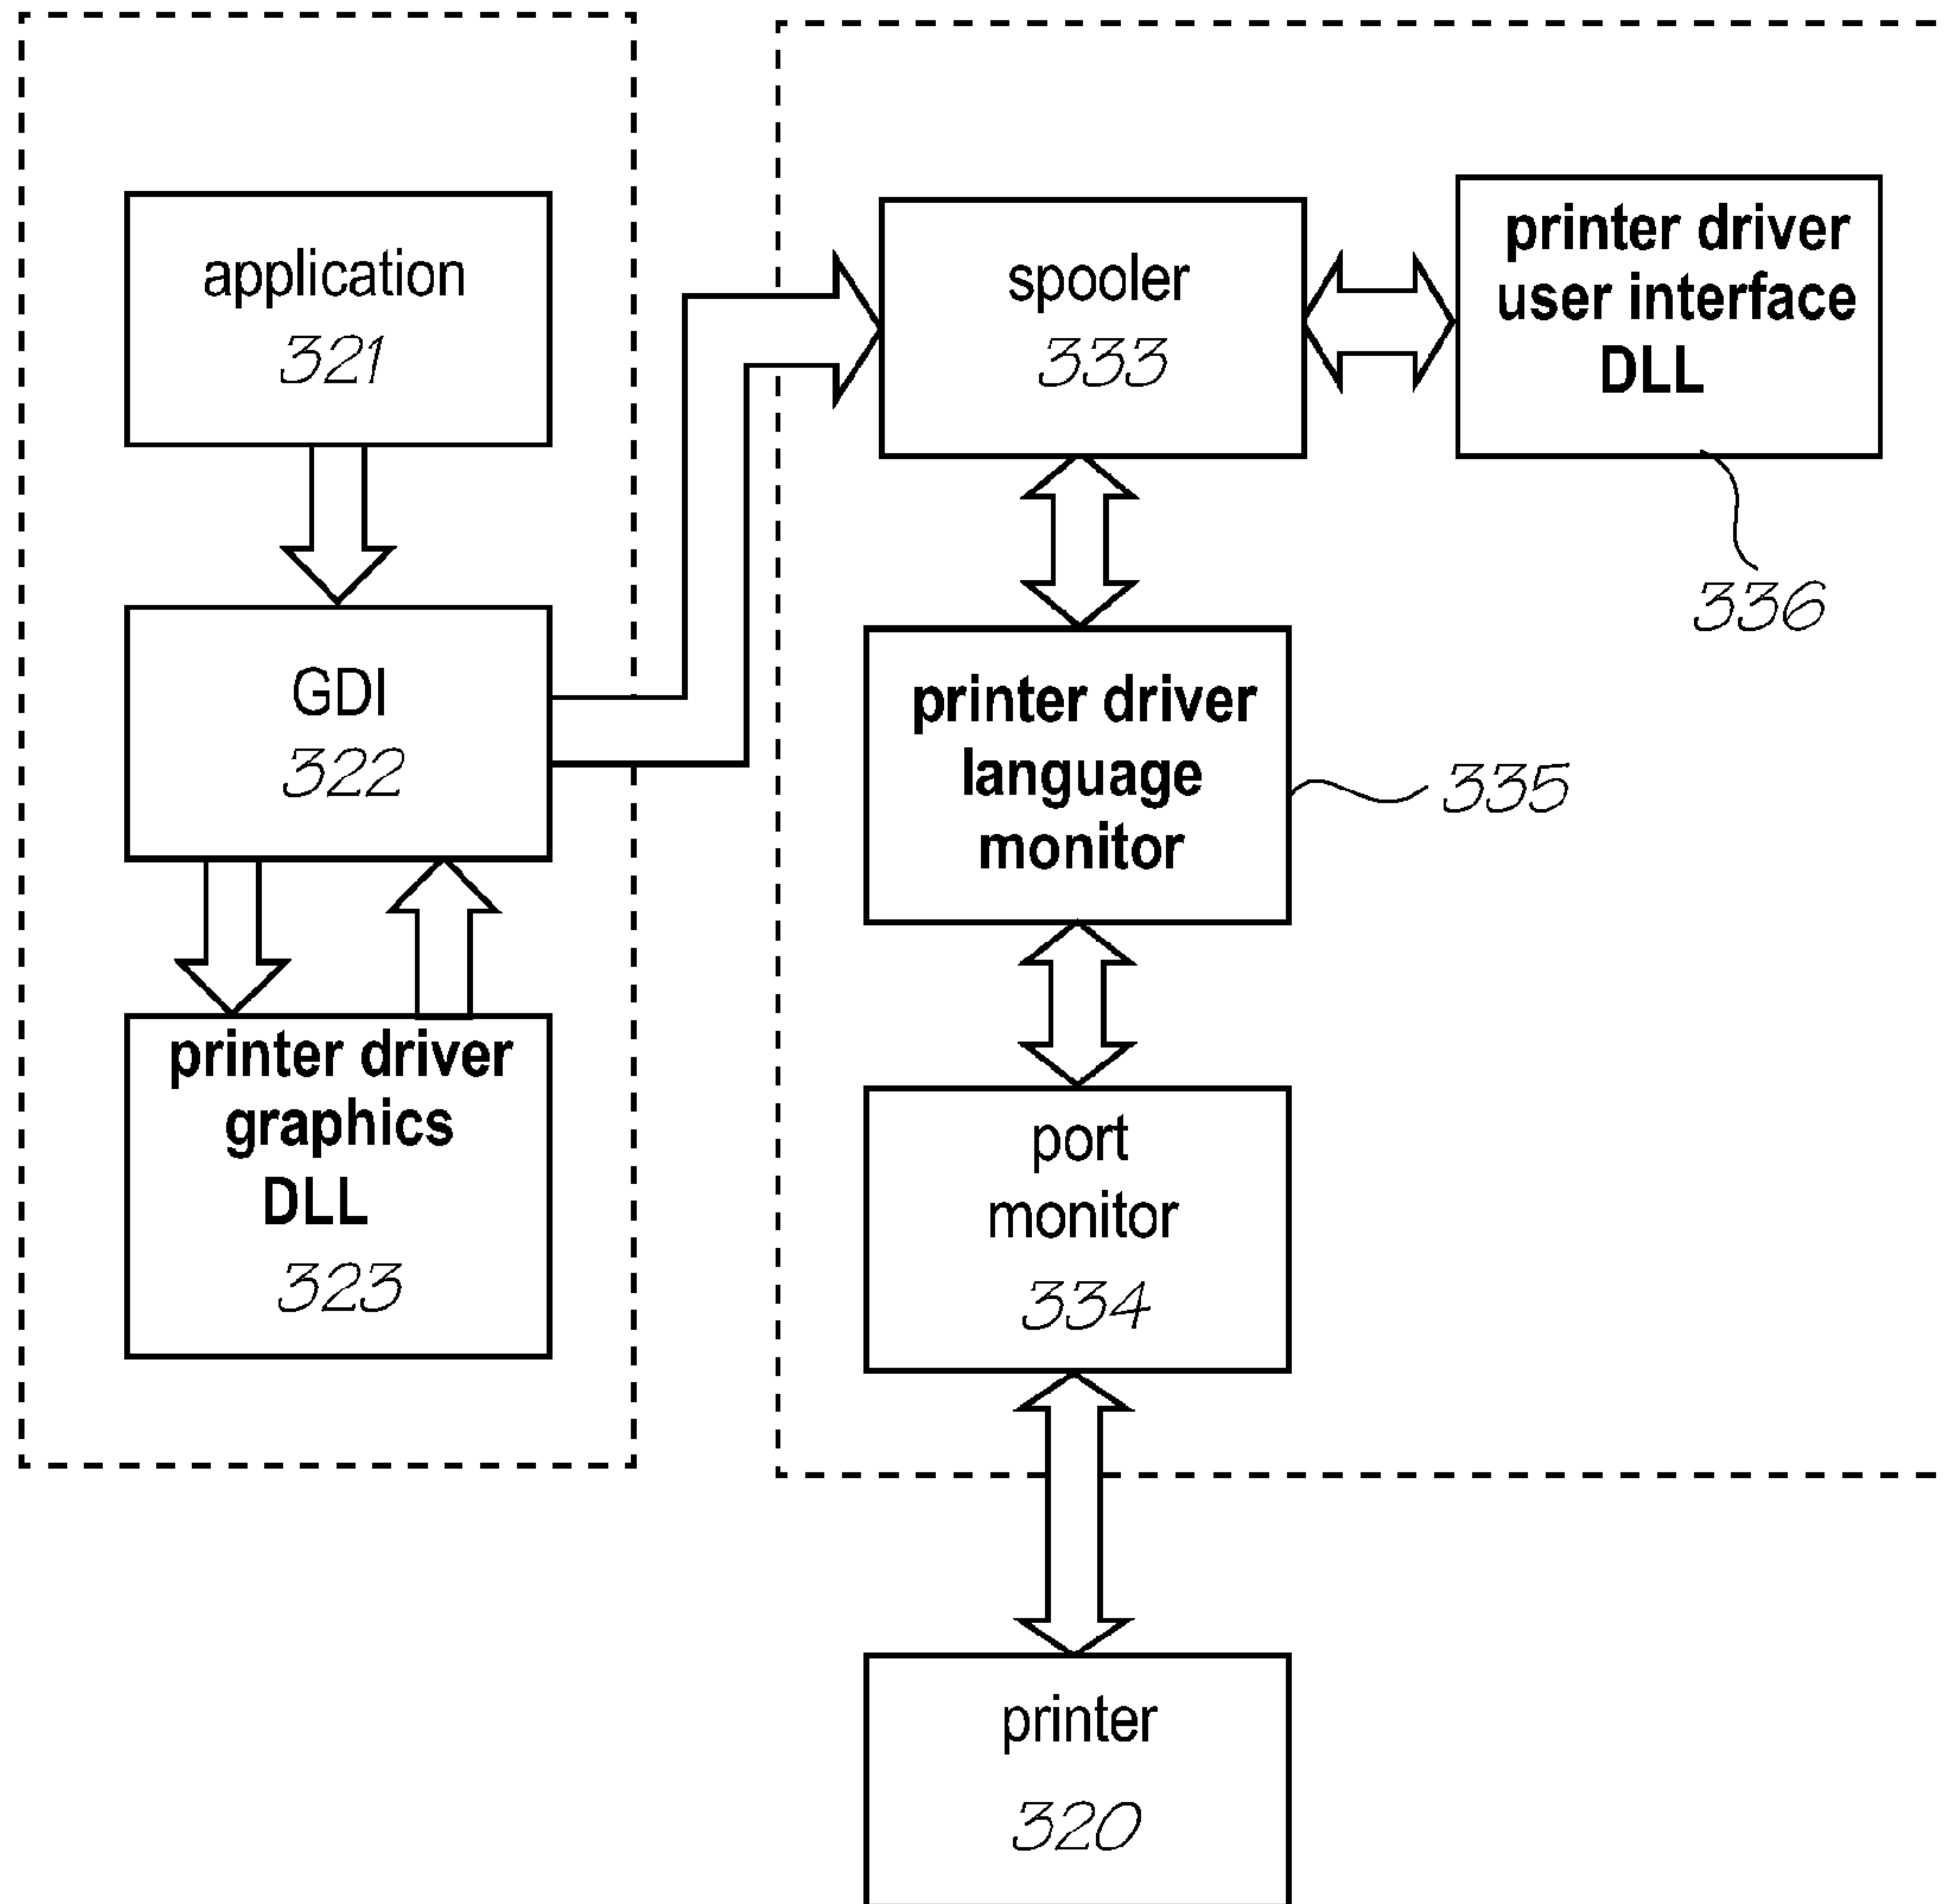 application
321
GDI
322
printer driver
graphics
DLL
323
spooler
333
printer driver
user interface
DLL
336
printer driver
language
monitor
335
port
monitor
334
printer
320